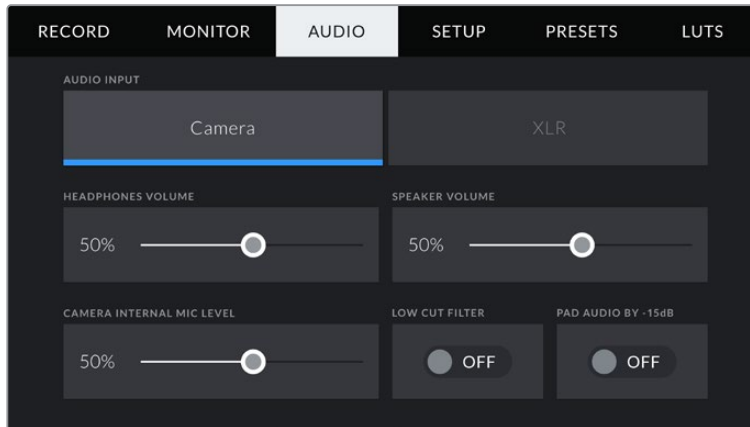 RECORD MONITOR AUDIO SETUP PRESETS LUTS
AUDIO INPUT
Camera XLR
HEADPHONES VOLUME SPEAKER VOLUME
50% 50%
CAMERA INTERNAL MIC LEVEL LOW CUT FILTER PAD AUDIO BY -15dB
50% OFF OFF